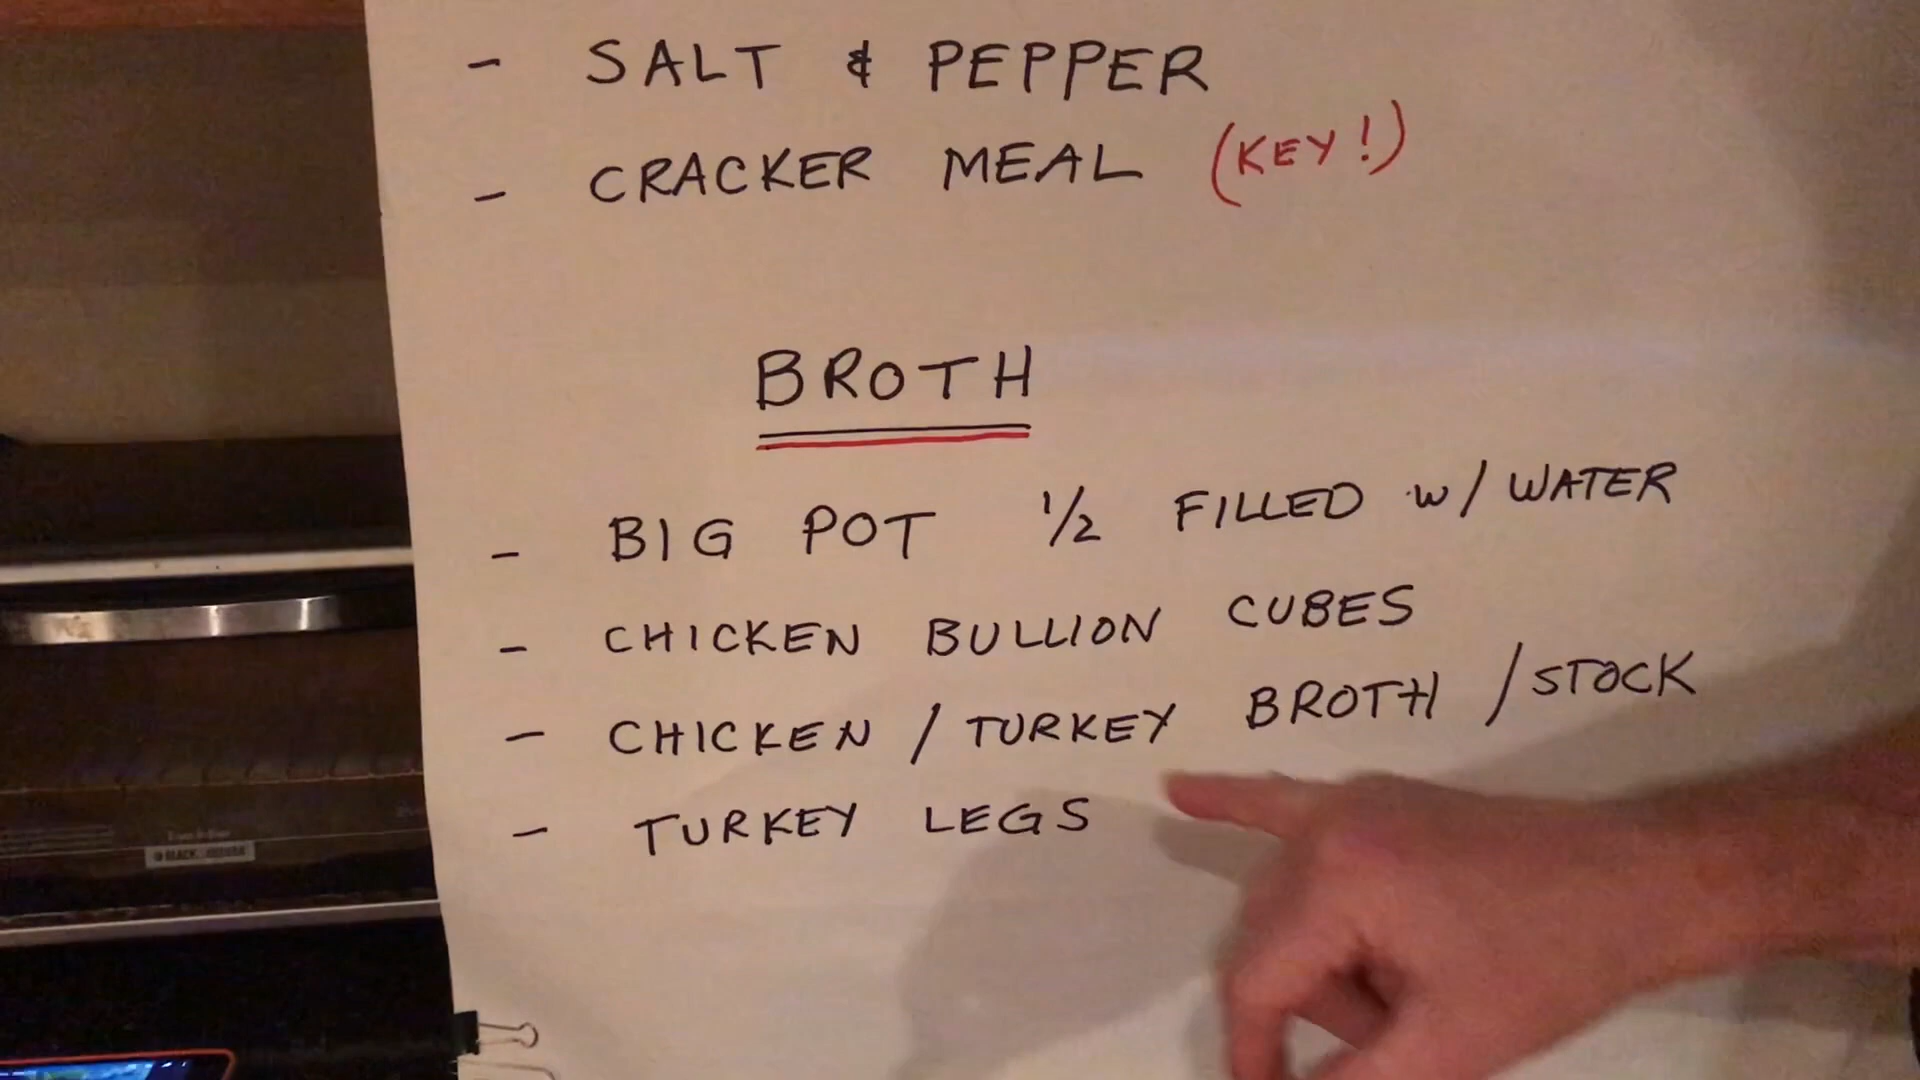 - SALT & PEPPER
- CRACKER MEAL (KEY!)
BROTH
- BIG POT 1/2 FILLED w/ WATER
- CHICKEN BULLION CUBES
- CHICKEN / TURKEY BROTH / STOCK
- TURKEY LEGS